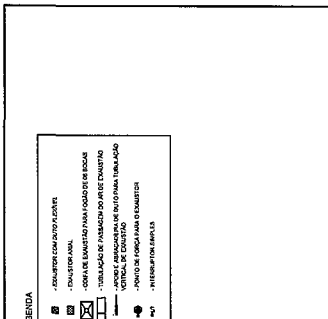 GENDA
- EXAUSTOR COM DUTO FLEXÍVEL
- EXAUSTOR AXIAL
- COIFA DE EXAUSTÃO PARA FOGÃO DE 06 BOCAS
- TUBULAÇÃO DE PASSAGEM DO AR DE EXAUSTÃO
- APOIO E ABRAÇADEIRA DE DUTO PARA TUBULAÇÃO
VERTICAL DE EXAUSTÃO
- PONTO DE FORÇA PARA O EXAUSTOR
- INTERRUPTOR SIMPLES